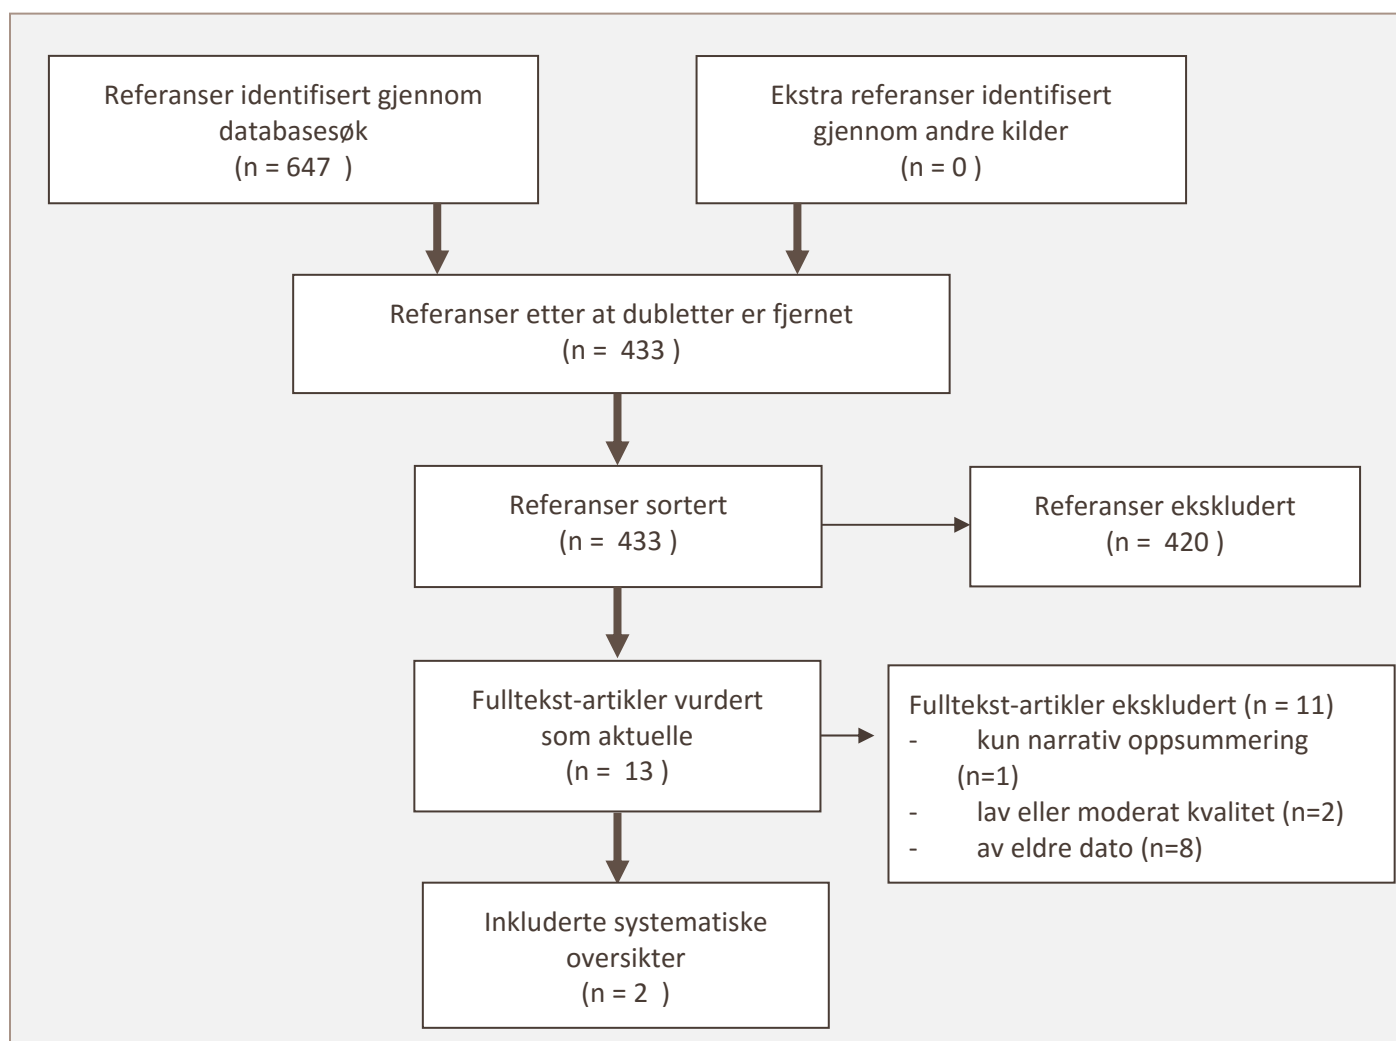 Referanser identifisert gjennom
databasesøk
(n = 647  )
Ekstra referanser identifisert
gjennom andre kilder
(n = 0 )
Referanser etter at dubletter er fjernet
(n =  433 )
Referanser sortert
(n =  433 )
Referanser ekskludert
(n =  420 )
Fulltekst-artikler vurdert
som aktuelle
(n =  13 )
Fulltekst-artikler ekskludert (n = 11)
- kun narrativ oppsummering
(n=1)
- lav eller moderat kvalitet (n=2)
- av eldre dato (n=8)
Inkluderte systematiske
oversikter
(n = 2  )